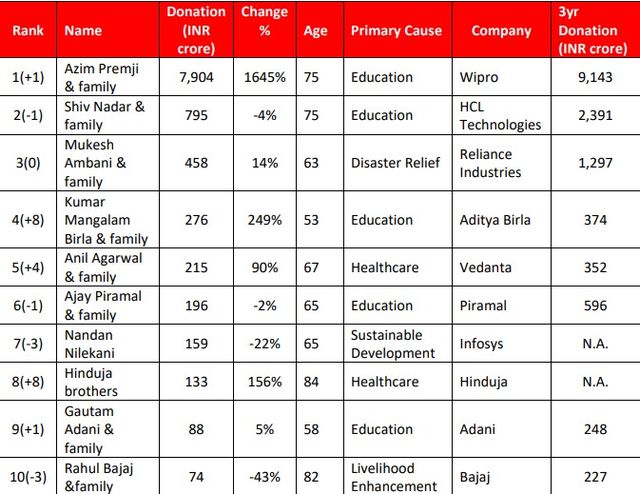 Rank Name Donation (INR crore) Change % Age Primary Cause Company 3yr Donation (INR crore)
1(+1) Azim Premji & family 7,904 1645% 75 Education Wipro 9,143
2(-1) Shiv Nadar & family 795 -4% 75 Education HCL Technologies 2,391
3(0) Mukesh Ambani & family 458 14% 63 Disaster Relief Reliance Industries 1,297
4(+8) Kumar Mangalam Birla & family 276 249% 53 Education Aditya Birla 374
5(+4) Anil Agarwal & family 215 90% 67 Healthcare Vedanta 352
6(-1) Ajay Piramal & family 196 -2% 65 Education Piramal 596
7(-3) Nandan Nilekani 159 -22% 65 Sustainable Development Infosys N.A.
8(+8) Hinduja brothers 133 156% 84 Healthcare Hinduja N.A.
9(+1) Gautam Adani & family 88 5% 58 Education Adani 248
10(-3) Rahul Bajaj &family 74 -43% 82 Livelihood Enhancement Bajaj 227